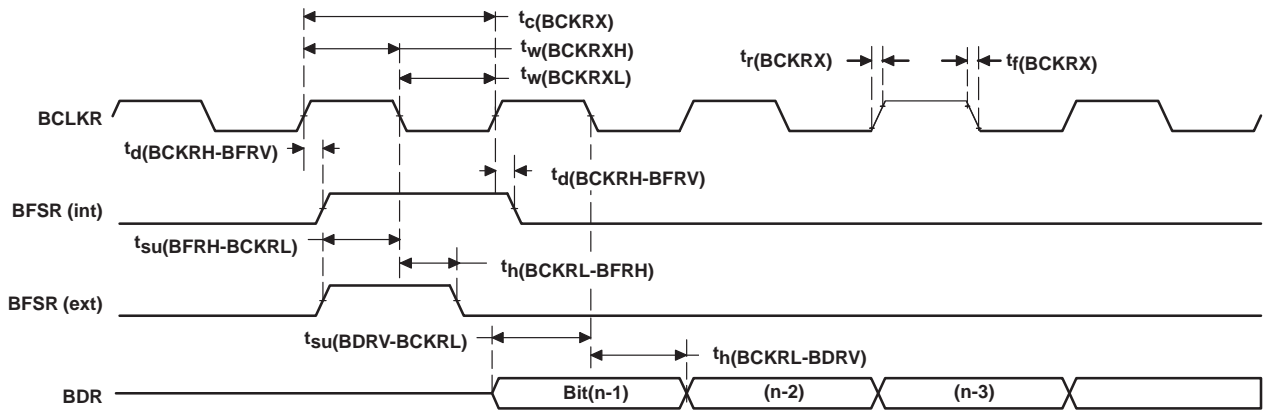 tc(BCKRX)
tw(BCKRXH)
tr(BCKRX)
tf(BCKRX)
tw(BCKRXL)
BCLKR
td(BCKRH-BFRV)
td(BCKRH-BFRV)
BFSR (int)
tsu(BFRH-BCKRL)
th(BCKRL-BFRH)
BFSR (ext)
tsu(BDRV-BCKRL)
th(BCKRL-BDRV)
BDR
Bit(n-1)
(n-2)
(n-3)